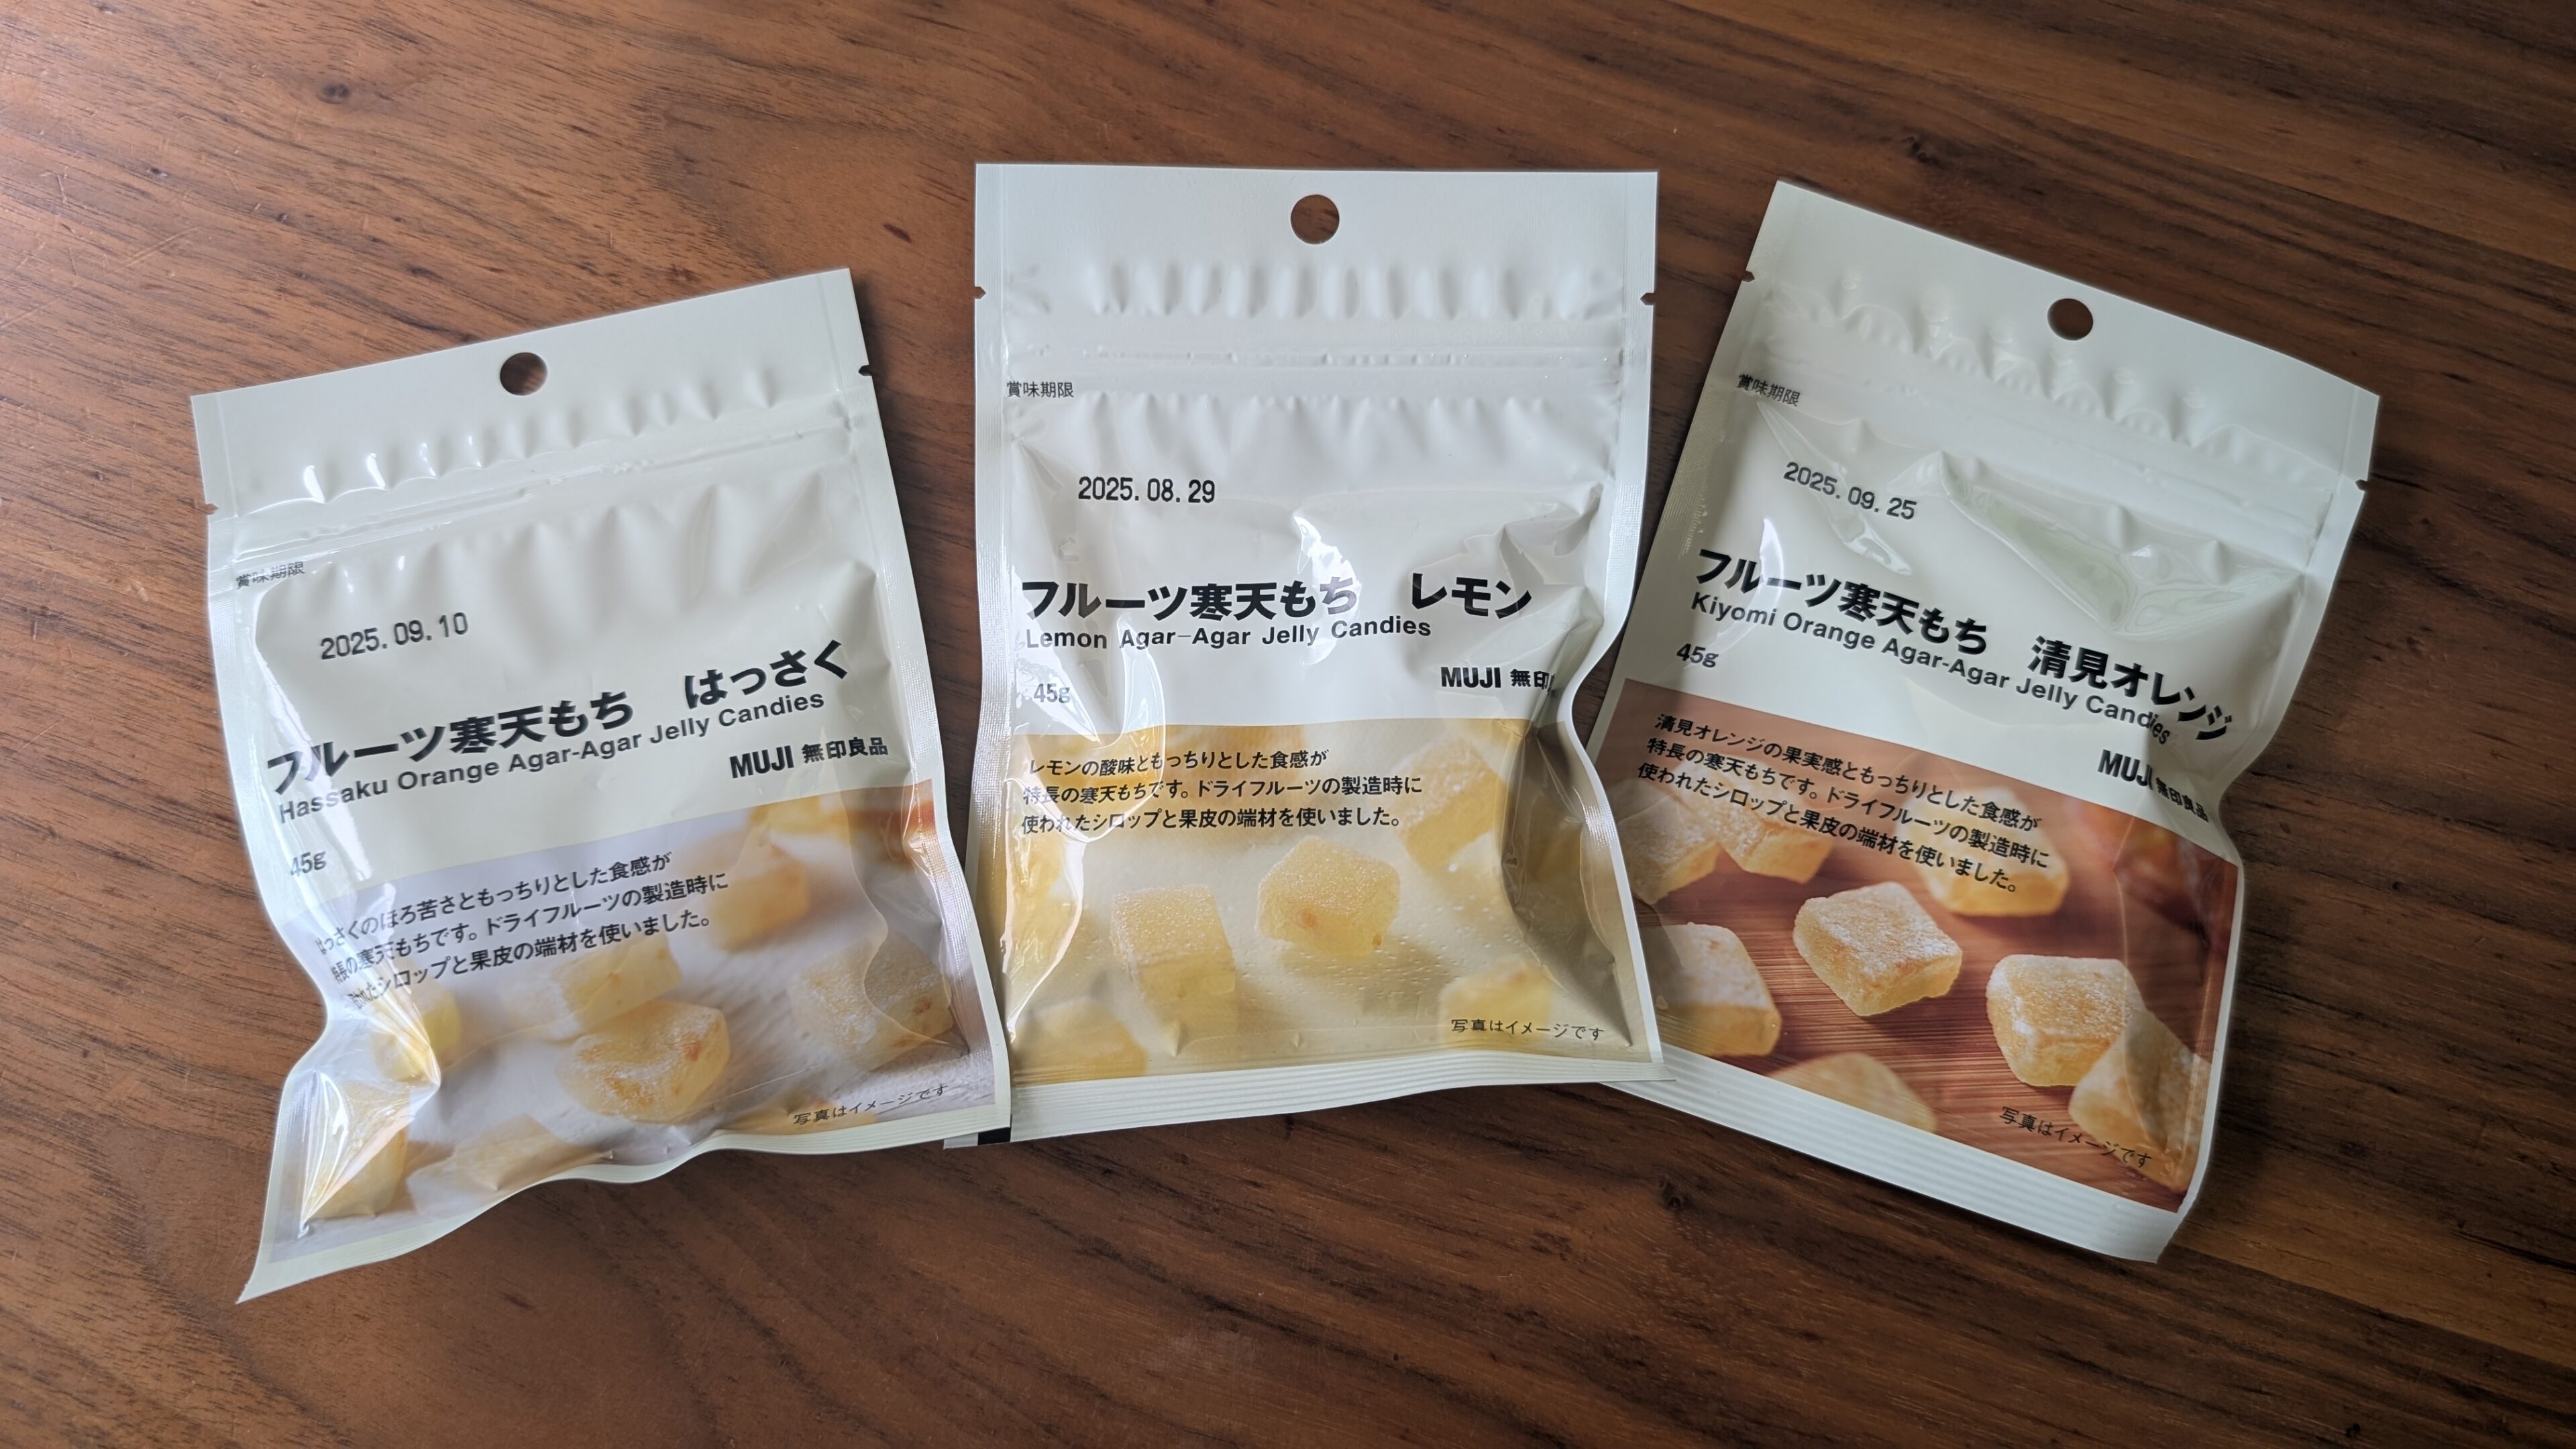 賞味期限
2025.09.10
フルーツ寒天もち はっさく
Hassaku Orange Agar-Agar Jelly Candies
MUJI 無印良品
45g
はっさくのほろ苦さともっちりとした食感が
特長の寒天もちです。ドライフルーツの製造時に
使われたシロップと果皮の端材を使いました。
写真はイメージです
賞味期限
2025.08.29
フルーツ寒天もち レモン
Lemon Agar-Agar Jelly Candies
MUJI 無印
45g
レモンの酸味ともっちりとした食感が
特長の寒天もちです。ドライフルーツの製造時に
使われたシロップと果皮の端材を使いました。
写真はイメージです
賞味期限
2025.09.25
フルーツ寒天もち 清見オレンジ
Kiyomi Orange Agar-Agar Jelly Candies
45g
MUJI 無印良品
清見オレンジの果実感ともっちりとした食感が
特長の寒天もちです。ドライフルーツの製造時に
使われたシロップと果皮の端材を使いました。
写真はイメージです